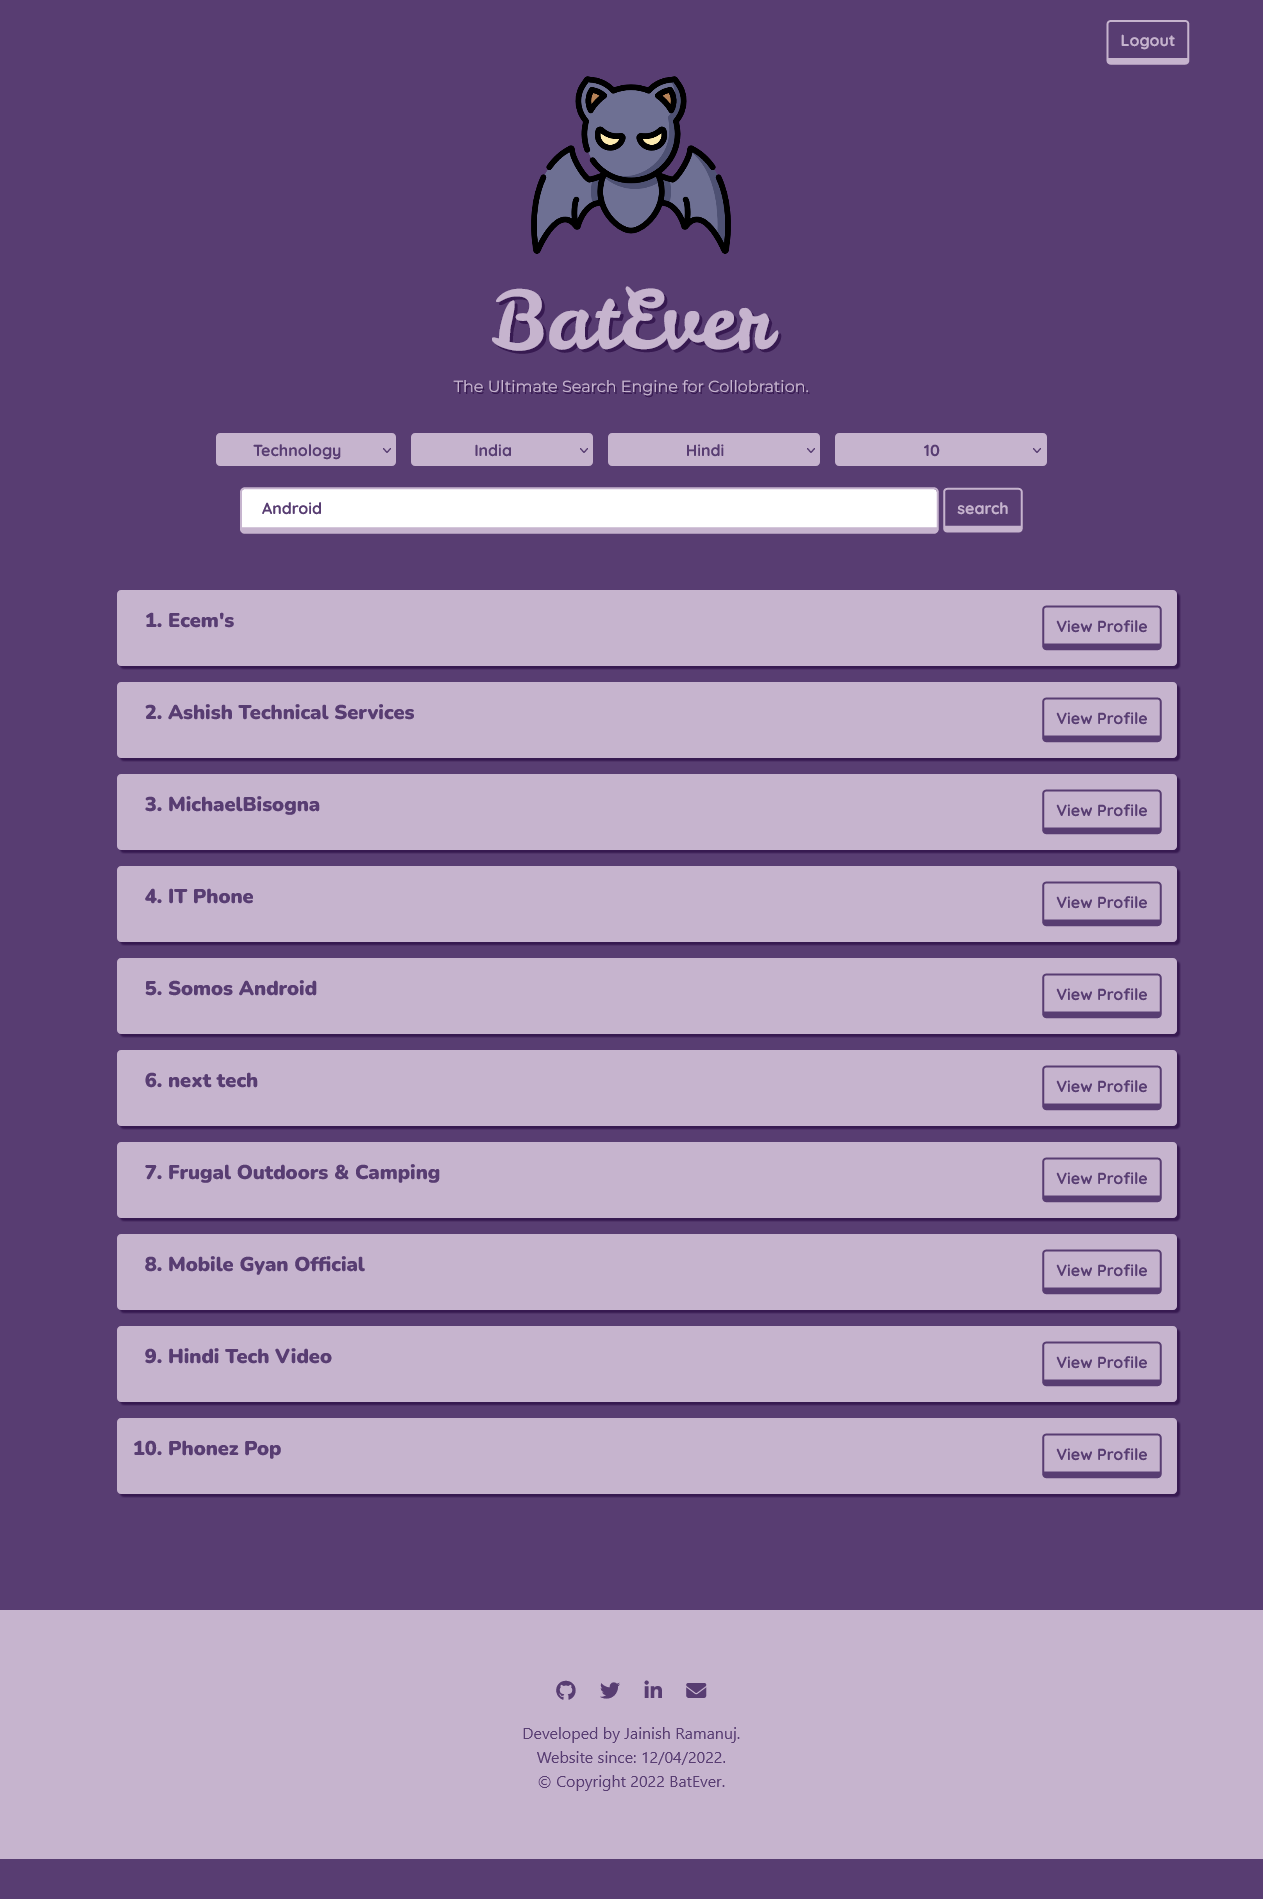 Logout
BatEver
The Ultimate Search Engine for Collobration.
Technology India Hindi 10
Android search
1. Ecem's View Profile
2. Ashish Technical Services View Profile
3. MichaelBisogna View Profile
4. IT Phone View Profile
5. Somos Android View Profile
6. next tech View Profile
7. Frugal Outdoors & Camping View Profile
8. Mobile Gyan Official View Profile
9. Hindi Tech Video View Profile
10. Phonez Pop View Profile
Developed by Jainish Ramanuj.
Website since: 12/04/2022.
© Copyright 2022 BatEver.